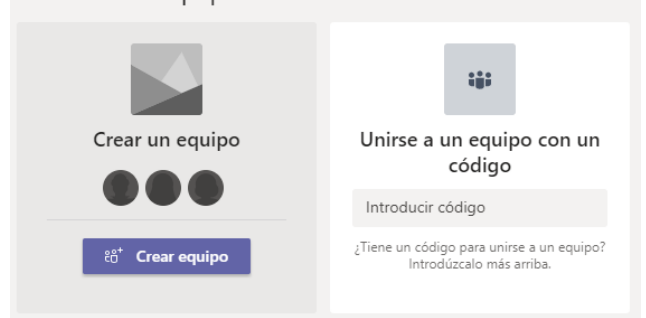 Crear un equipo
Crear equipo
Unirse a un equipo con un
código
Introducir código
¿Tiene un código para unirse a un equipo?
Introdúzcalo más arriba.